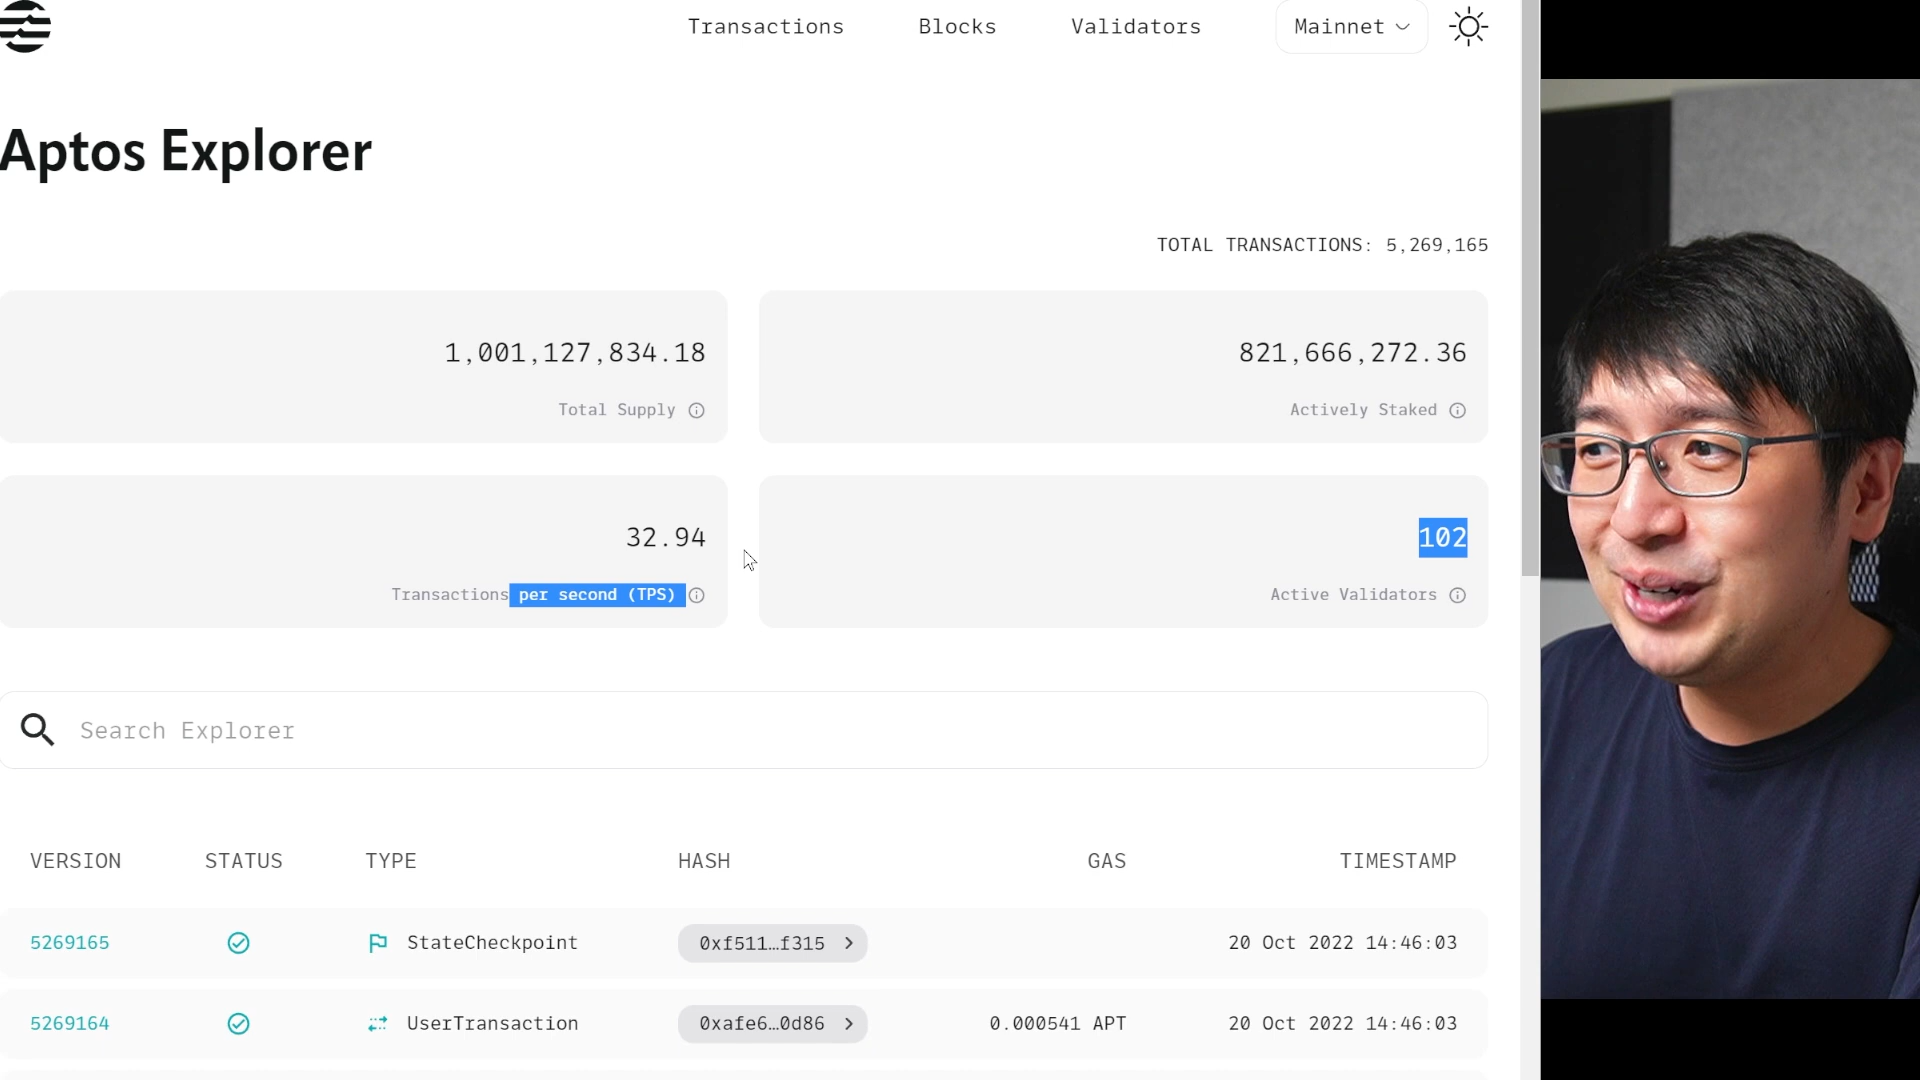 Transactions Blocks Validators Mainnet
Aptos Explorer
TOTAL TRANSACTIONS: 5,269,165
1,001,127,834.18
Total Supply
821,666,272.36
Actively Staked
32.94
Transactions per second (TPS)
102
Active Validators
Search Explorer
VERSION STATUS TYPE HASH GAS TIMESTAMP
5269165 StateCheckpoint 0xf511…f315 20 Oct 2022 14:46:03
5269164 UserTransaction 0xafe6…0d86 0.000541 APT 20 Oct 2022 14:46:03